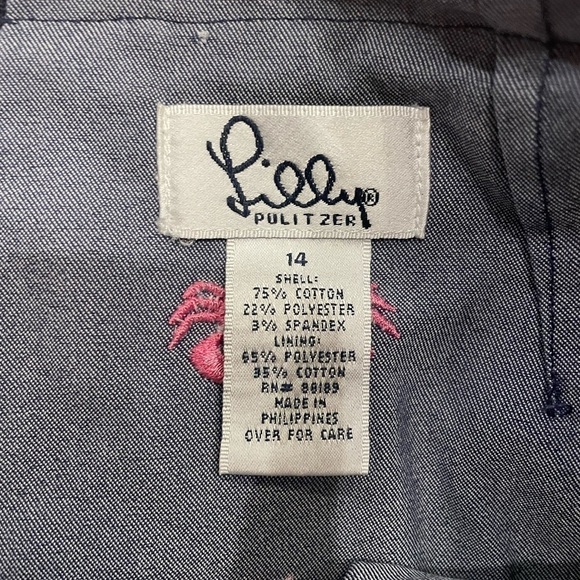 Lilly®
PULITZER
14
SHELL:
75% COTTON
22% POLYESTER
3% SPANDEX
LINING:
65% POLYESTER
35% COTTON
RN# 88189
MADE IN
PHILIPPINES
OVER FOR CARE